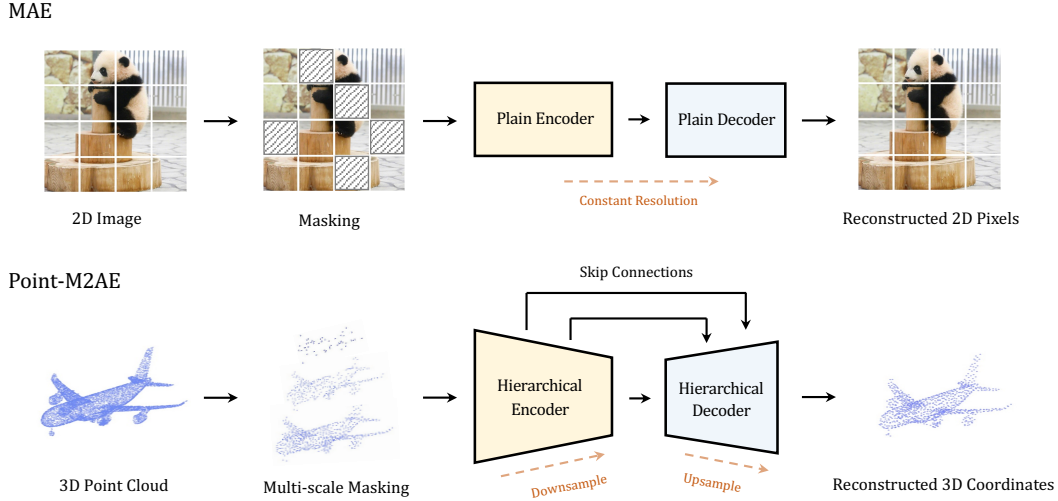 MAE
Plain Encoder
Plain Decoder
Constant Resolution
2D Image
Masking
Reconstructed 2D Pixels
Point-M2AE
Skip Connections
Hierarchical
Encoder
Hierarchical
Decoder
Downsample
Upsample
3D Point Cloud
Multi-scale Masking
Reconstructed 3D Coordinates